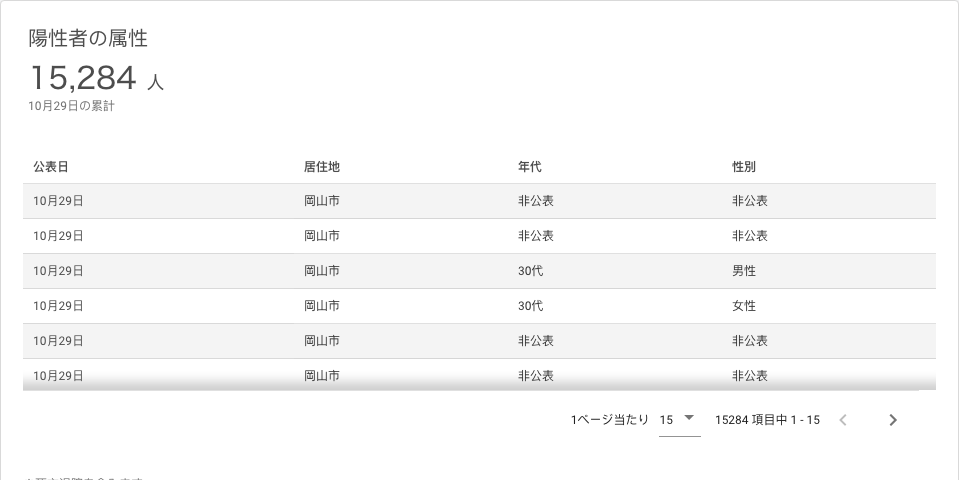 陽性者の属性
15,284 人
10月29日の累計
公表日 居住地 年代 性別
10月29日 岡山市 非公表 非公表
10月29日 岡山市 非公表 非公表
10月29日 岡山市 30代 男性
10月29日 岡山市 30代 女性
10月29日 岡山市 非公表 非公表
10月29日 岡山市 非公表 非公表
1ページ当たり 15 15284 項目中 1 - 15